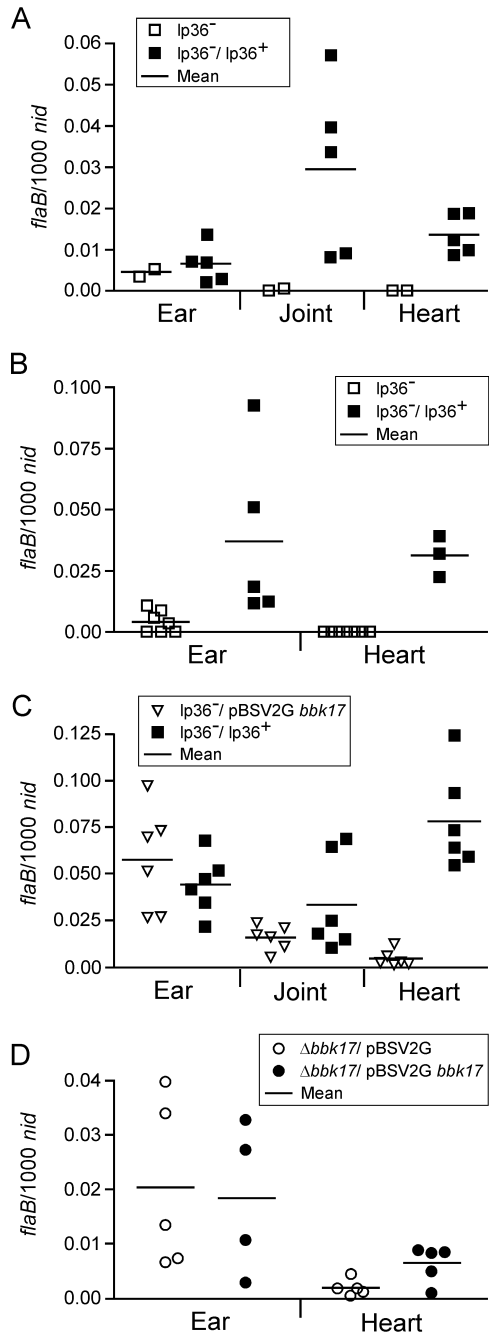 A
lp36⁻
lp36⁻/ lp36⁺
Mean
flaB/1000 nid
0.06
0.05
0.04
0.03
0.02
0.01
0.00
Ear Joint Heart
B
lp36⁻
lp36⁻/ lp36⁺
Mean
flaB/1000 nid
0.100
0.075
0.050
0.025
0.00
Ear Heart
C
lp36⁻/ pBSV2G bbk17
lp36⁻/ lp36⁺
Mean
flaB/1000 nid
0.125
0.100
0.075
0.050
0.025
0.00
Ear Joint Heart
D
Δbbk17/ pBSV2G
Δbbk17/ pBSV2G bbk17
Mean
flaB/1000 nid
0.04
0.03
0.02
0.01
0.00
Ear Heart